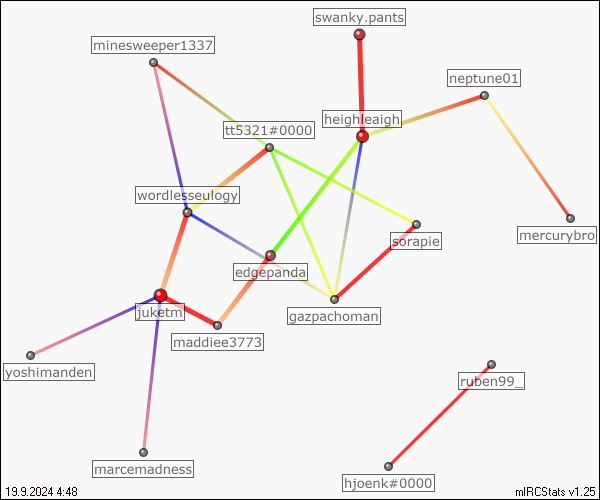 swanky.pants
minesweeper1337
neptune01
heighleaigh
tt5321#0000
wordlesseulogy
mercurybro
sorapie
edgepanda
juketm
gazpachoman
maddiee3773
yoshimanden
ruben99_
marcemadness
hjoenk#0000
19.9.2024 4:48
mIRCStats v1.25